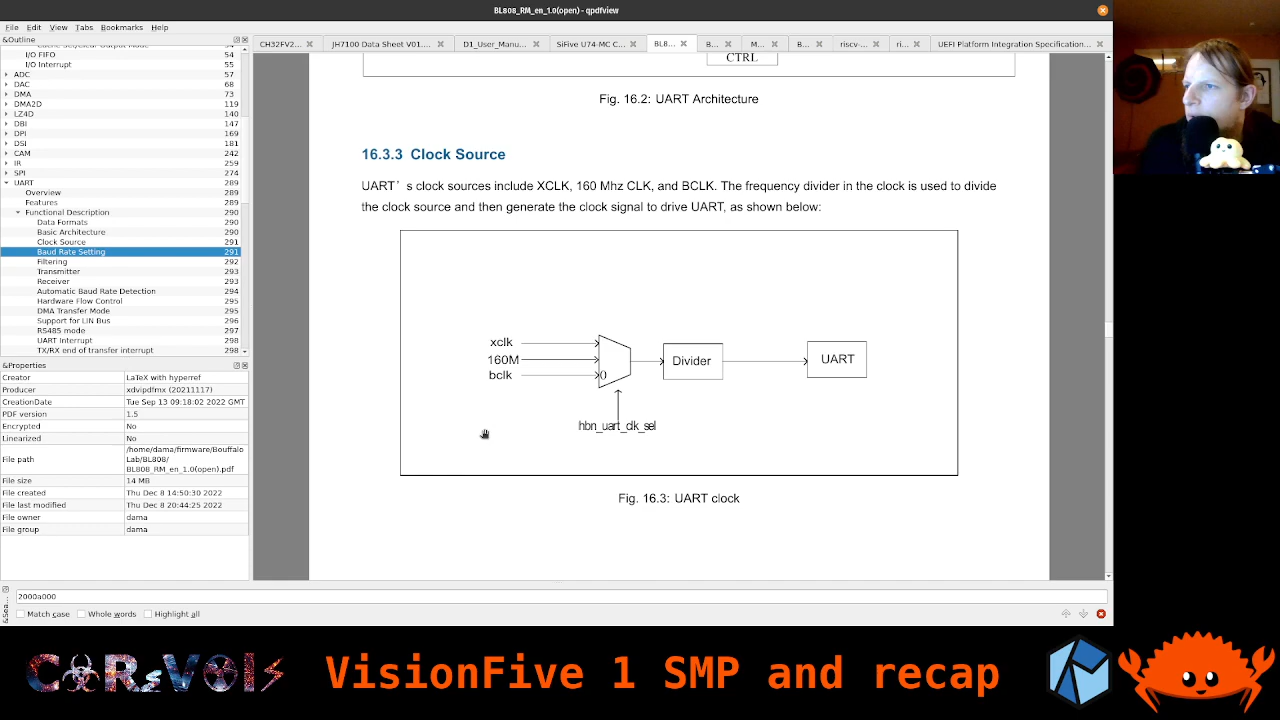 BL808_RM_en_1.0(open) - qpdfview
File Edit View Tabs Bookmarks Help
&Outline
CH32FV2...
JH7100 Data Sheet V01....
D1_User_Manu...
SiFive U74-MC C...
BL8...
B...
M...
B...
riscv-...
ri...
UEFI Platform Integration Specification...
I/O FIFO 54
I/O Interrupt 55
ADC 57
DAC 68
DMA 73
DMA2D 119
LZ4D 140
DBI 147
DPI 169
DSI 181
CAM 242
IR 259
SPI 274
UART 289
Overview 289
Features 289
Functional Description 290
Data Formats 290
Basic Architecture 290
Clock Source 291
Baud Rate Setting 291
Filtering 292
Transmitter 293
Receiver 293
Automatic Baud Rate Detection 294
Hardware Flow Control 295
DMA Transfer Mode 295
Support for LIN Bus 296
RS485 mode 297
UART Interrupt 298
TX/RX end of transfer interrupt 298
&Properties
Creator LaTeX with hyperref
Producer xdvipdfmx (20211117)
CreationDate Tue Sep 13 09:18:02 2022 GMT
PDF version 1.5
Encrypted No
Linearized No
File path /home/dama/firmware/Bouffalo
Lab/BL808/
BL808_RM_en_1.0(open).pdf
File size 14 MB
File created Thu Dec 8 14:50:30 2022
File last modified Thu Dec 8 20:44:25 2022
File owner dama
File group dama
CTRL
Fig. 16.2: UART Architecture
16.3.3 Clock Source
UART’ s clock sources include XCLK, 160 Mhz CLK, and BCLK. The frequency divider in the clock is used to divide
the clock source and then generate the clock signal to drive UART, as shown below:
xclk
160M
bclk
0
Divider
UART
hbn_uart_clk_sel
Fig. 16.3: UART clock
&Sea...
2000a000
Match case Whole words Highlight all
VisionFive 1 SMP and recap